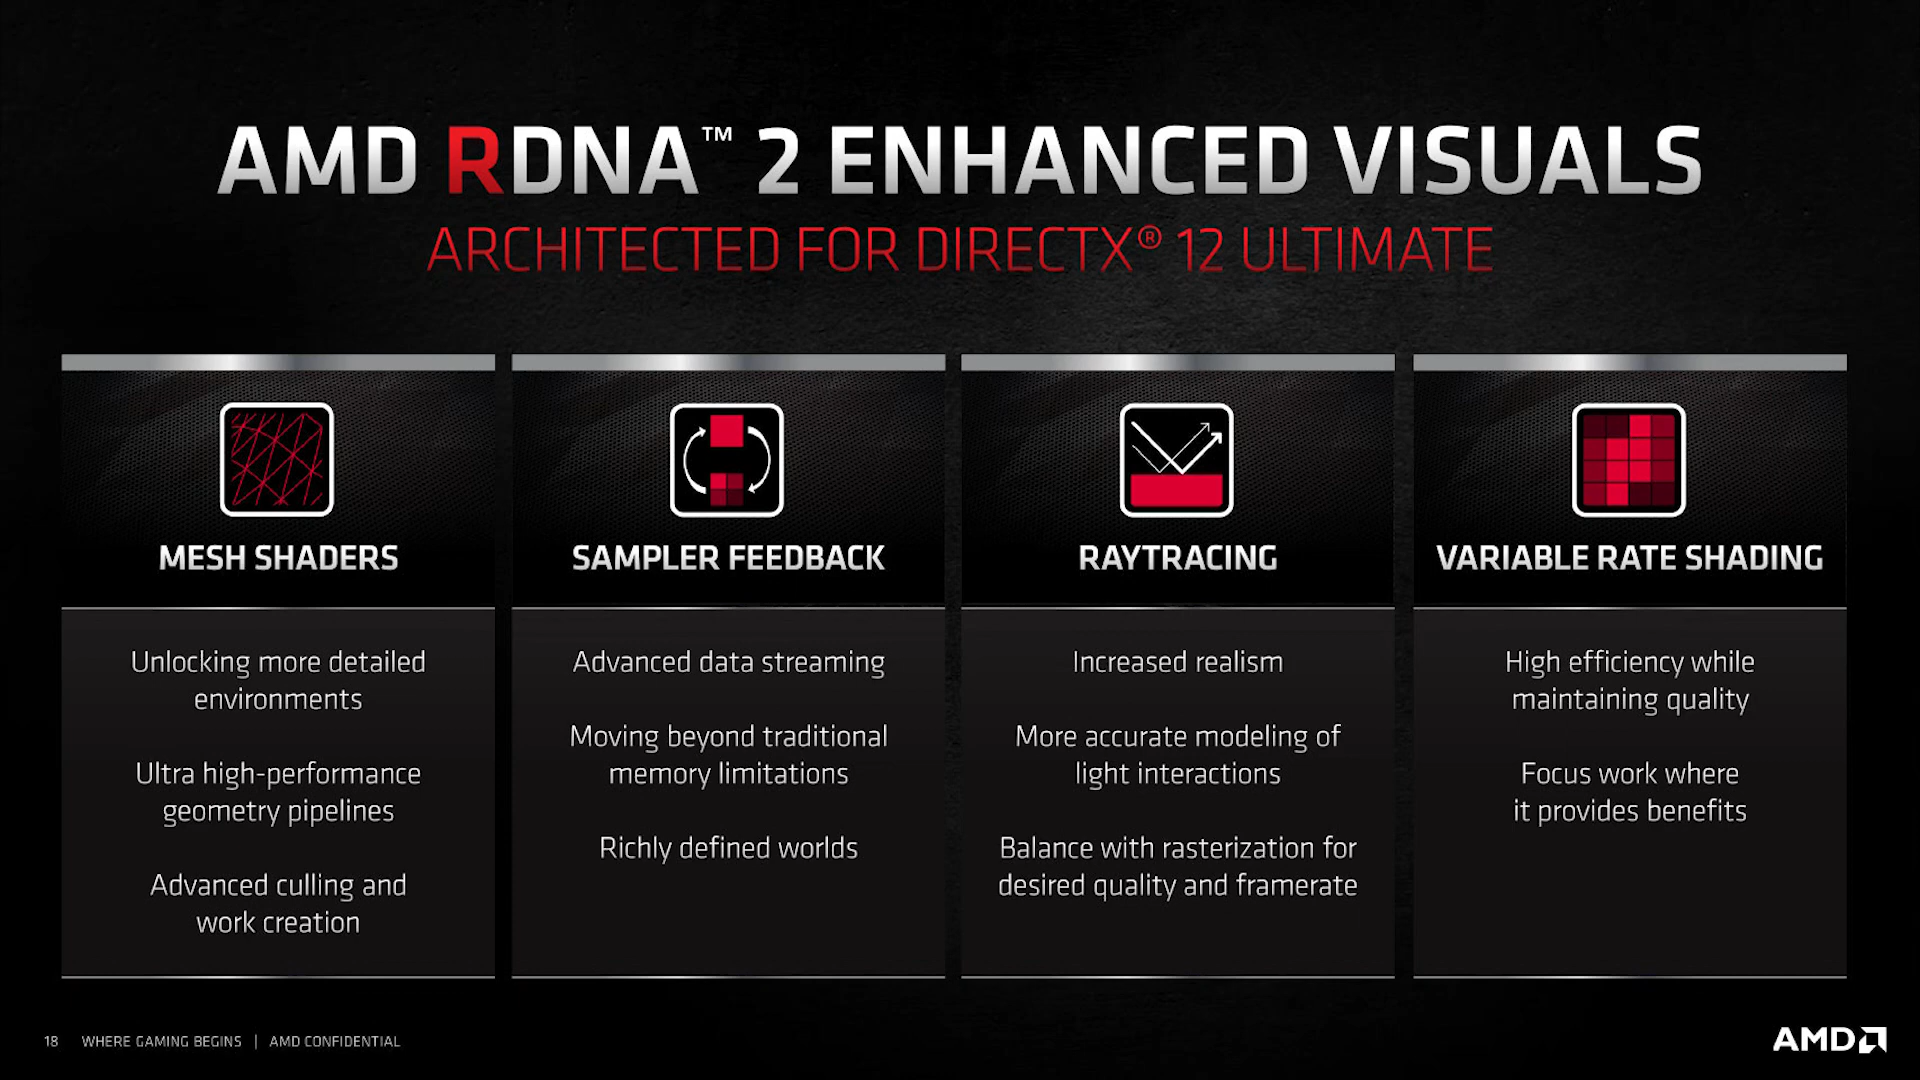 AMD RDNA™ 2 ENHANCED VISUALS
ARCHITECTED FOR DIRECTX® 12 ULTIMATE
MESH SHADERS
Unlocking more detailed
environments
Ultra high-performance
geometry pipelines
Advanced culling and
work creation
SAMPLER FEEDBACK
Advanced data streaming
Moving beyond traditional
memory limitations
Richly defined worlds
RAYTRACING
Increased realism
More accurate modeling of
light interactions
Balance with rasterization for
desired quality and framerate
VARIABLE RATE SHADING
High efficiency while
maintaining quality
Focus work where
it provides benefits
18 WHERE GAMING BEGINS | AMD CONFIDENTIAL
AMD